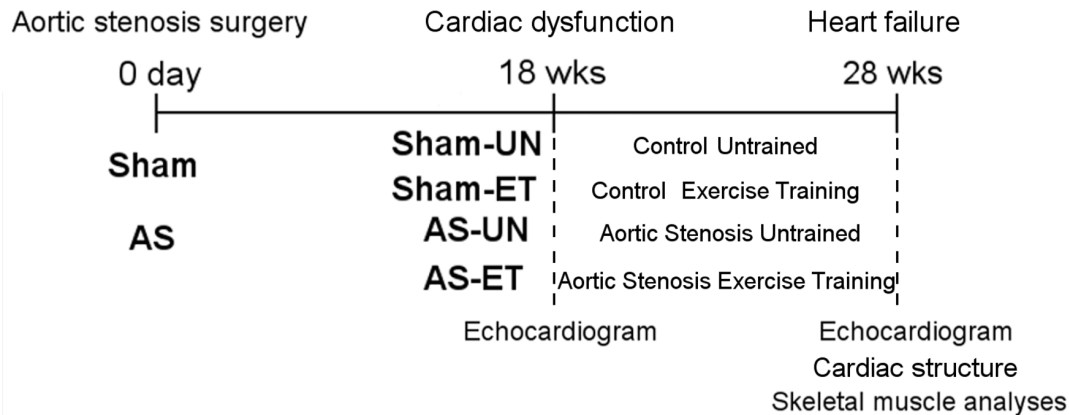 Aortic stenosis surgery Cardiac dysfunction Heart failure
0 day 18 wks 28 wks
Sham
AS
Sham-UN Control Untrained
Sham-ET Control Exercise Training
AS-UN Aortic Stenosis Untrained
AS-ET Aortic Stenosis Exercise Training
Echocardiogram Echocardiogram
Cardiac structure
Skeletal muscle analyses